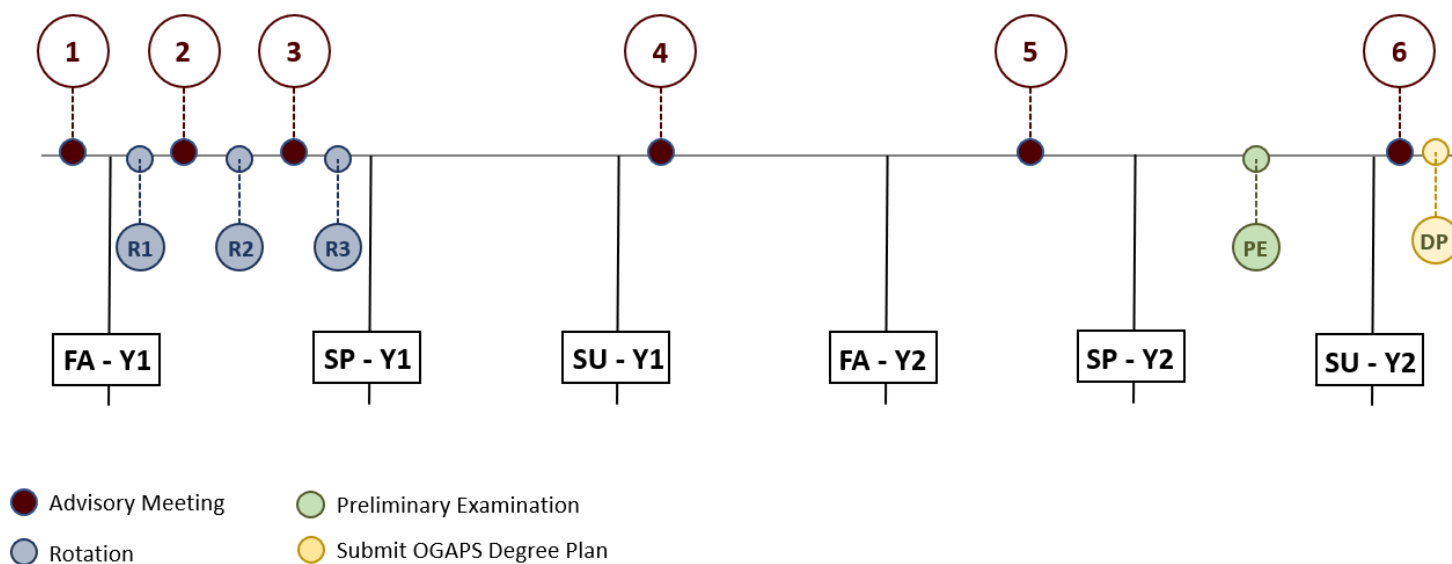 1 2 3 4 5 6
R1 R2 R3 PE DP
FA - Y1 SP - Y1 SU - Y1 FA - Y2 SP - Y2 SU - Y2
Advisory Meeting Preliminary Examination
Rotation Submit OGAPS Degree Plan